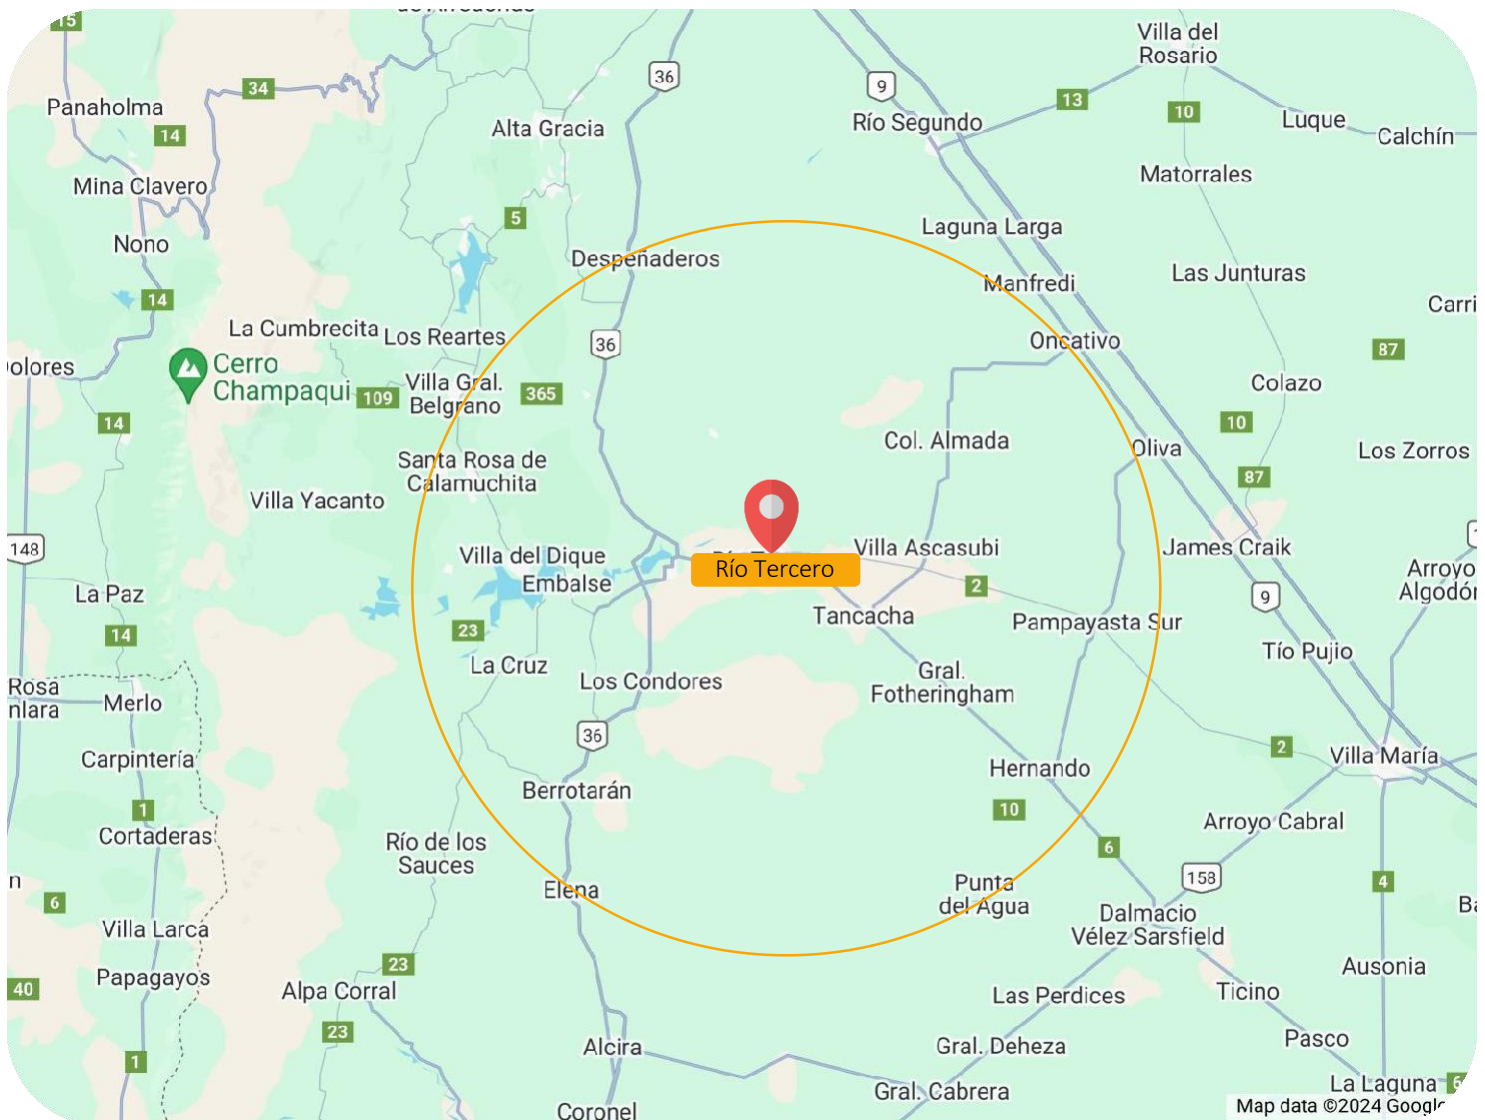 15
34
36
9
Villa del
Rosario
Panaholma
14
Alta Gracia
Río Segundo
13
10
Luque
Calchín
Mina Clavero
Matorrales
5
Nono
Laguna Larga
Despeñaderos
Manfredi
Las Junturas
14
Carri
La Cumbrecita
Los Reartes
36
Oncativo
87
olores
Cerro
Champaqui
109
Villa Gral.
Belgrano
365
Colazo
14
10
Col. Almada
Oliva
Los Zorros
Santa Rosa de
Calamuchita
87
Villa Yacanto
148
Villa del Dique
Embalse
Río Tercero
Villa Ascasubi
James Craik
2
9
Arroyo
Algodón
La Paz
14
23
Tancacha
Pampayasta Sur
Tío Pujio
La Cruz
Los Condores
Gral.
Fotheringham
Rosa
nlara
Merlo
36
2
Villa María
Carpintería
Hernando
Berrotarán
1
10
Arroyo Cabral
Cortaderas
Río de los
Sauces
6
158
4
n
6
Elena
Punta
del Agua
Dalmacio
Vélez Sarsfield
Villa Larca
23
Papagayos
40
Alpa Corral
Las Perdices
Ausonia
Ticino
23
Alcira
Gral. Deheza
Pasco
1
Gral. Cabrera
La Laguna
6
Coronel
Map data ©2024 Google